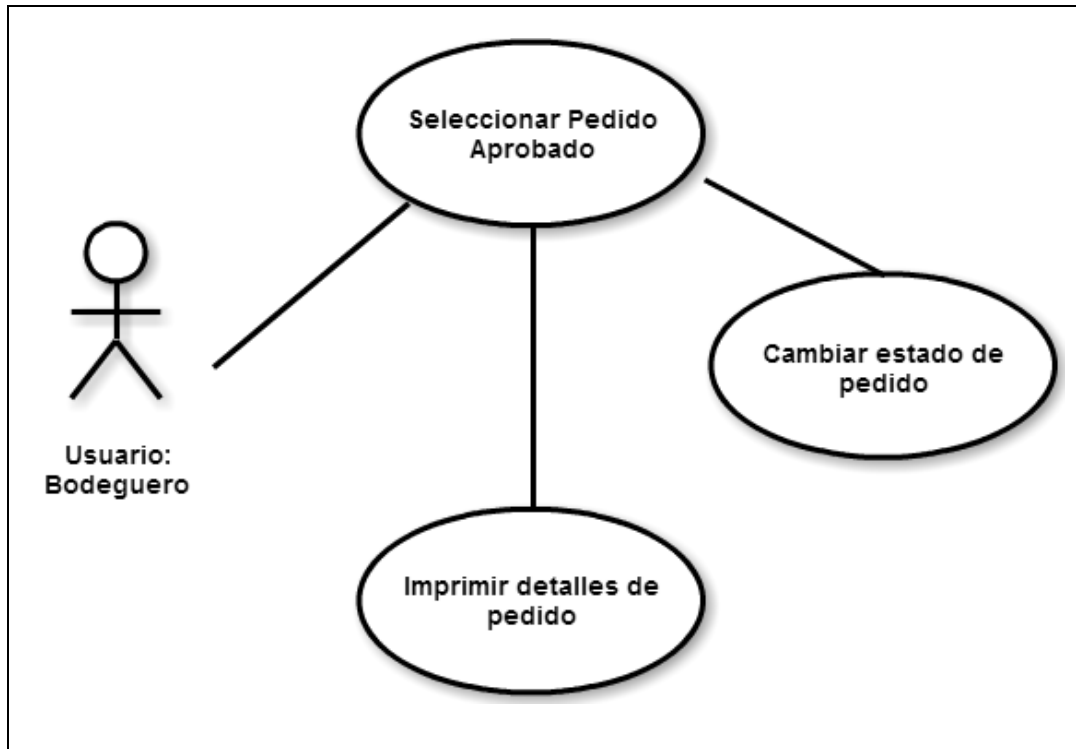 Seleccionar Pedido
Aprobado
Cambiar estado de
pedido
Usuario:
Bodeguero
Imprimir detalles de
pedido